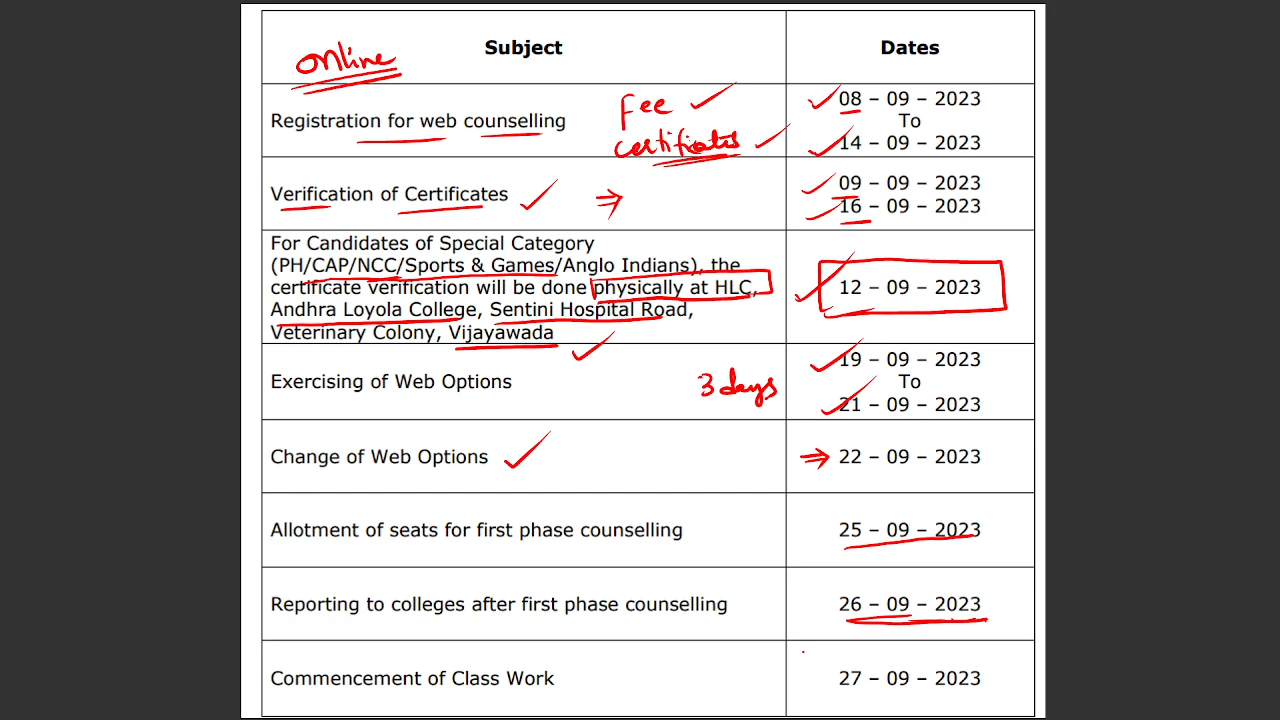 Subject
Dates
Online
Registration for web counselling
Fee
certificates
08 – 09 – 2023
To
14 – 09 – 2023
Verification of Certificates
09 – 09 – 2023
16 – 09 – 2023
For Candidates of Special Category
(PH/CAP/NCC/Sports & Games/Anglo Indians), the
certificate verification will be done physically at HLC,
Andhra Loyola College, Sentini Hospital Road,
Veterinary Colony, Vijayawada
12 – 09 – 2023
Exercising of Web Options
3 days
19 – 09 – 2023
To
21 – 09 – 2023
Change of Web Options
22 – 09 – 2023
Allotment of seats for first phase counselling
25 – 09 – 2023
Reporting to colleges after first phase counselling
26 – 09 – 2023
Commencement of Class Work
27 – 09 – 2023